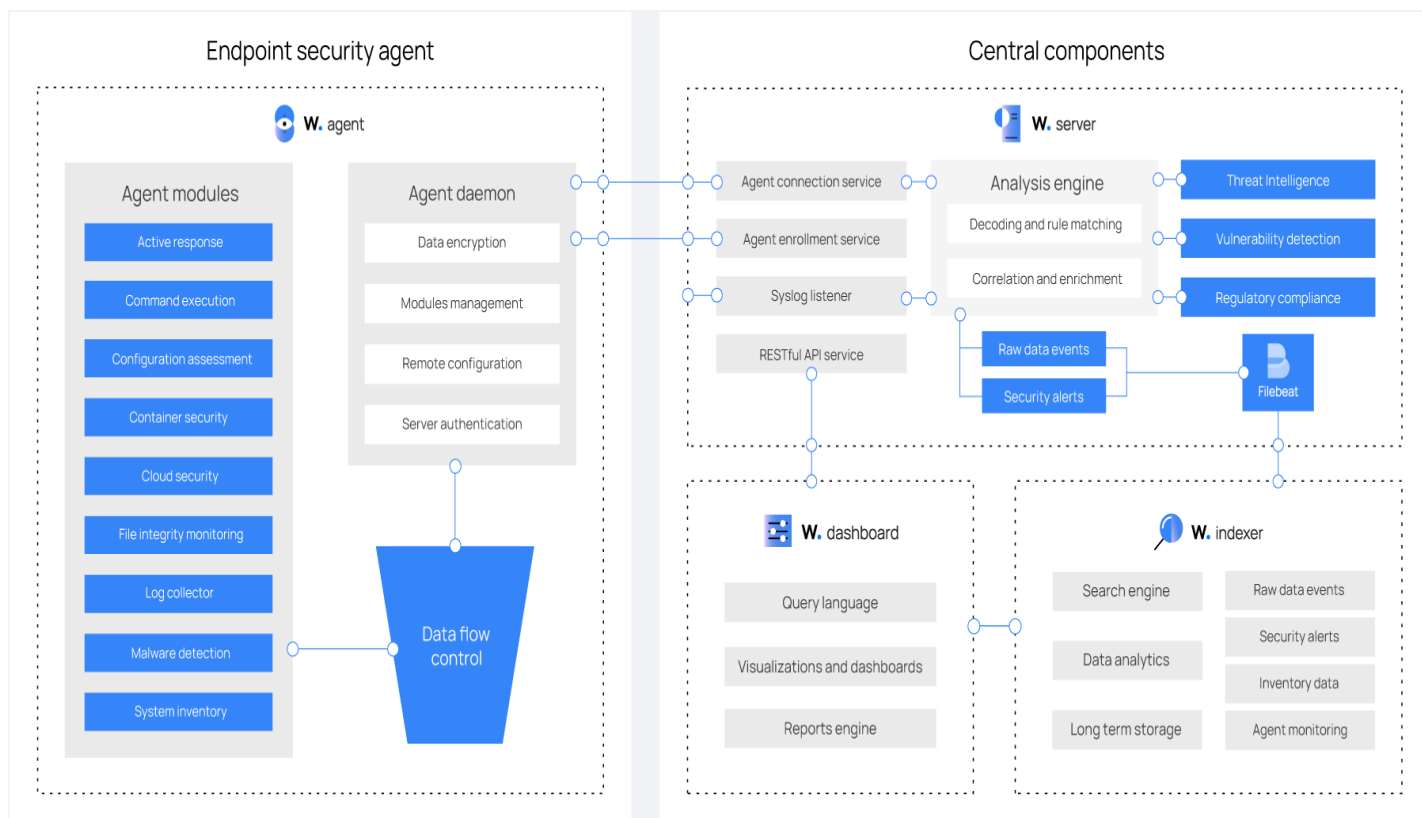 Endpoint security agent
W. agent
Agent modules
Active response
Command execution
Configuration assessment
Container security
Cloud security
File integrity monitoring
Log collector
Malware detection
System inventory
Agent daemon
Data encryption
Modules management
Remote configuration
Server authentication
Data flow
control
Central components
W. server
Agent connection service
Agent enrollment service
Syslog listener
RESTful API service
Analysis engine
Decoding and rule matching
Correlation and enrichment
Threat Intelligence
Vulnerability detection
Regulatory compliance
Raw data events
Security alerts
Filebeat
W. dashboard
Query language
Visualizations and dashboards
Reports engine
W. indexer
Search engine
Data analytics
Long term storage
Raw data events
Security alerts
Inventory data
Agent monitoring